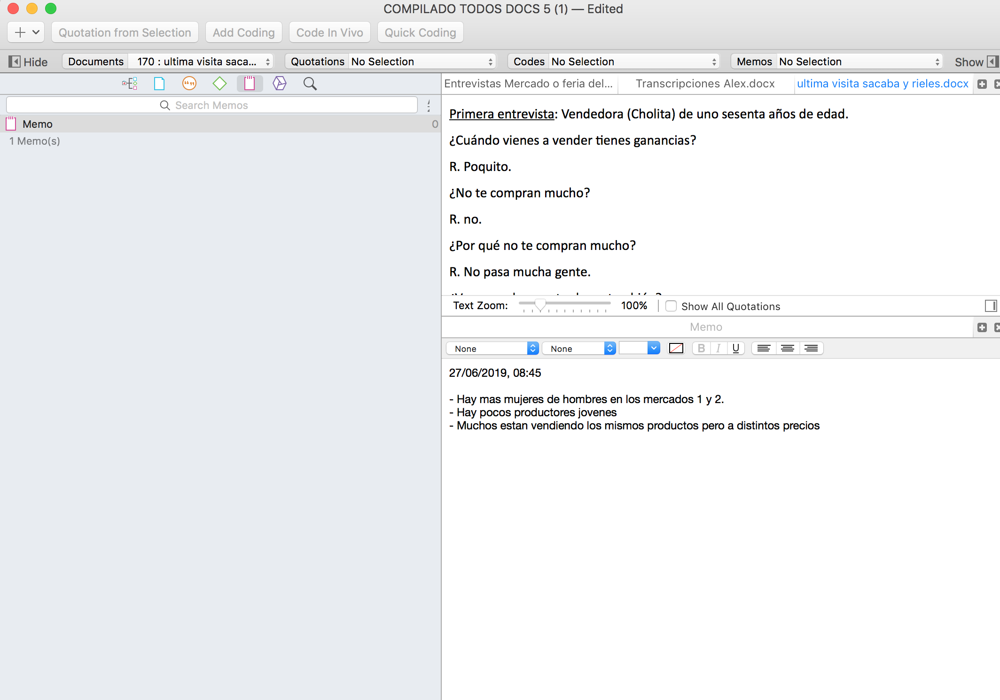 COMPILADO TODOS DOCS 5 (1) — Edited
Quotation from Selection
Add Coding
Code In Vivo
Quick Coding
Hide
Documents
170 : ultima visita saca...
Quotations
No Selection
Codes
No Selection
Memos
No Selection
Show
Entrevistas Mercado o feria del...
Transcripciones Alex.docx
ultima visita sacaba y rieles.docx
Search Memos
Memo
0
1 Memo(s)
Primera entrevista: Vendedora (Cholita) de uno sesenta años de edad.
¿Cuándo vienes a vender tienes ganancias?
R. Poquito.
¿No te compran mucho?
R. no.
¿Por qué no te compran mucho?
R. No pasa mucha gente.
Text Zoom:
100%
Show All Quotations
Memo
None
None
B I U
27/06/2019, 08:45
- Hay mas mujeres de hombres en los mercados 1 y 2.
- Hay pocos productores jovenes
- Muchos estan vendiendo los mismos productos pero a distintos precios